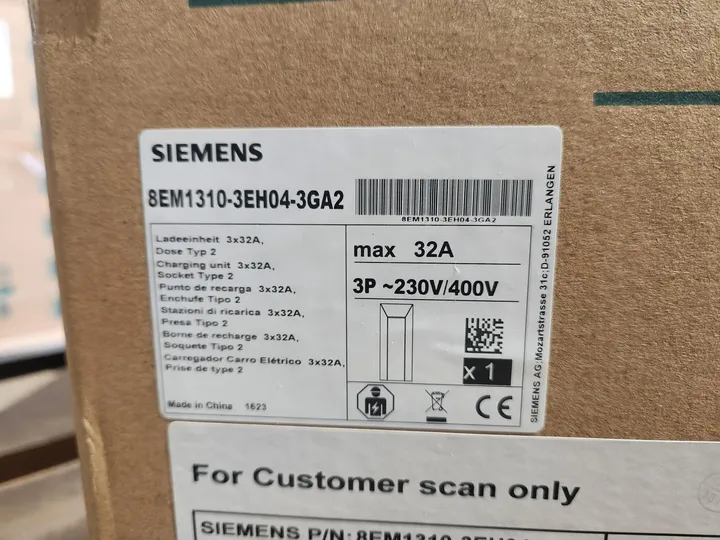 SIEMENS
8EM1310-3EH04-3GA2
8EM1310-3EH04-3GA2
Ladeeinheit 3x32A,
Dose Typ 2
Charging unit 3x32A,
Socket Type 2
Punto de recarga 3x32A,
Enchufe Tipo 2
Stazioni di ricarica 3x32A,
Presa Tipo 2
Borne de recharge 3x32A,
Soquete Tipo 2
Carregador Carro Elétrico 3x32A,
Prise de type 2
Made in China 1623
max 32A
3P ~230V/400V
x 1
CE
SIEMENS AG;Mozartstrasse 31c;D-91052 ERLANGEN
For Customer scan only
SIEMENS P/N: 8EM1310-3EH04